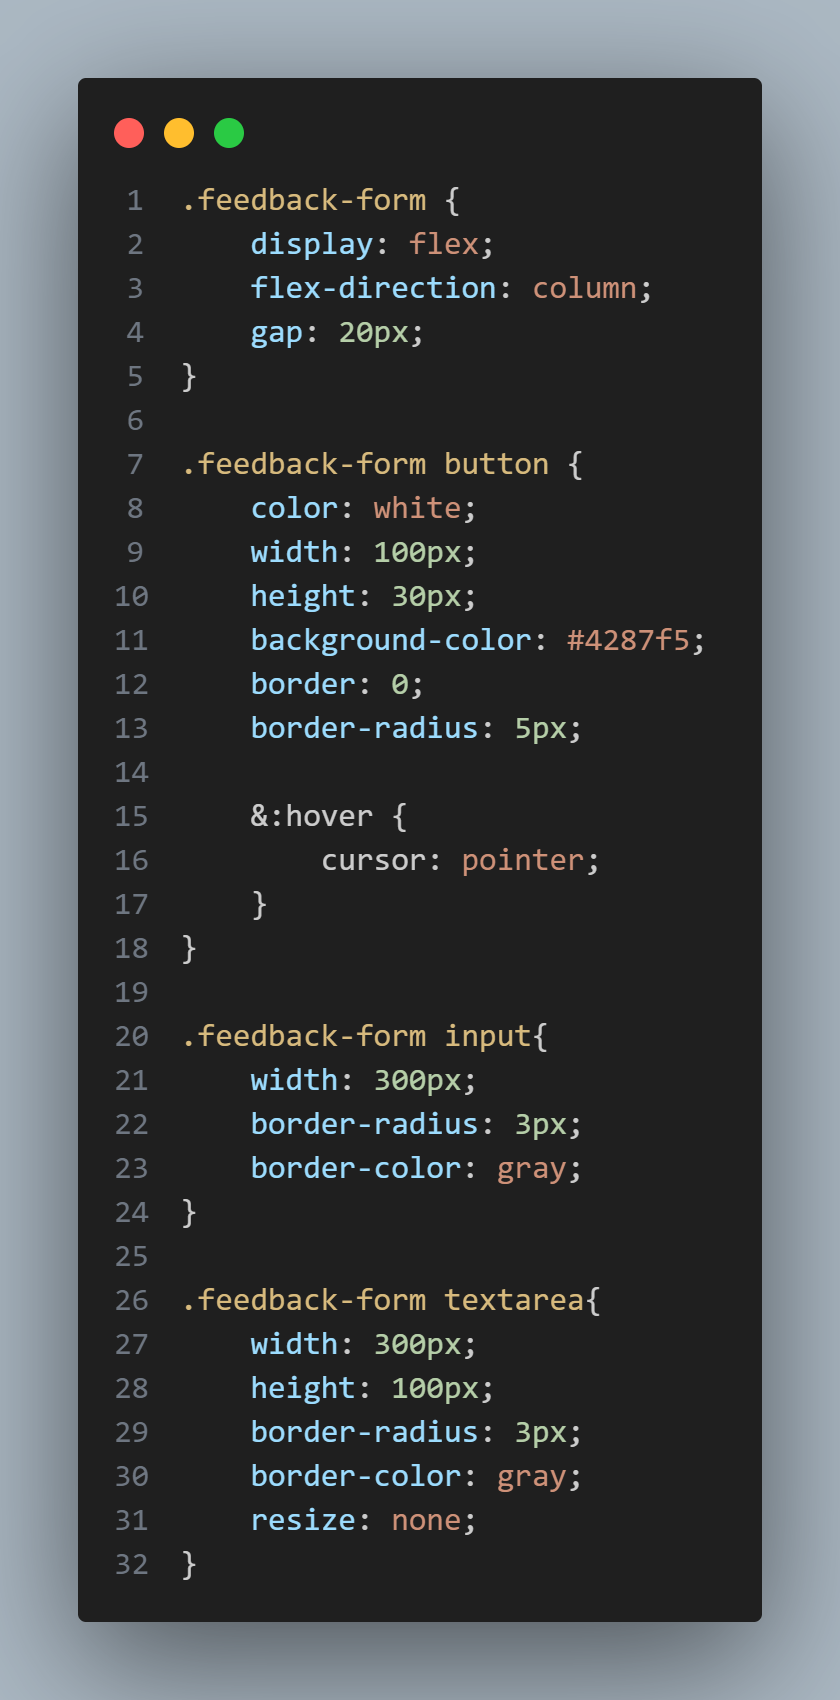 1 .feedback-form {
2     display: flex;
3     flex-direction: column;
4     gap: 20px;
5 }
6
7 .feedback-form button {
8     color: white;
9     width: 100px;
10     height: 30px;
11     background-color: #4287f5;
12     border: 0;
13     border-radius: 5px;
14
15     &:hover {
16         cursor: pointer;
17     }
18 }
19
20 .feedback-form input{
21     width: 300px;
22     border-radius: 3px;
23     border-color: gray;
24 }
25
26 .feedback-form textarea{
27     width: 300px;
28     height: 100px;
29     border-radius: 3px;
30     border-color: gray;
31     resize: none;
32 }